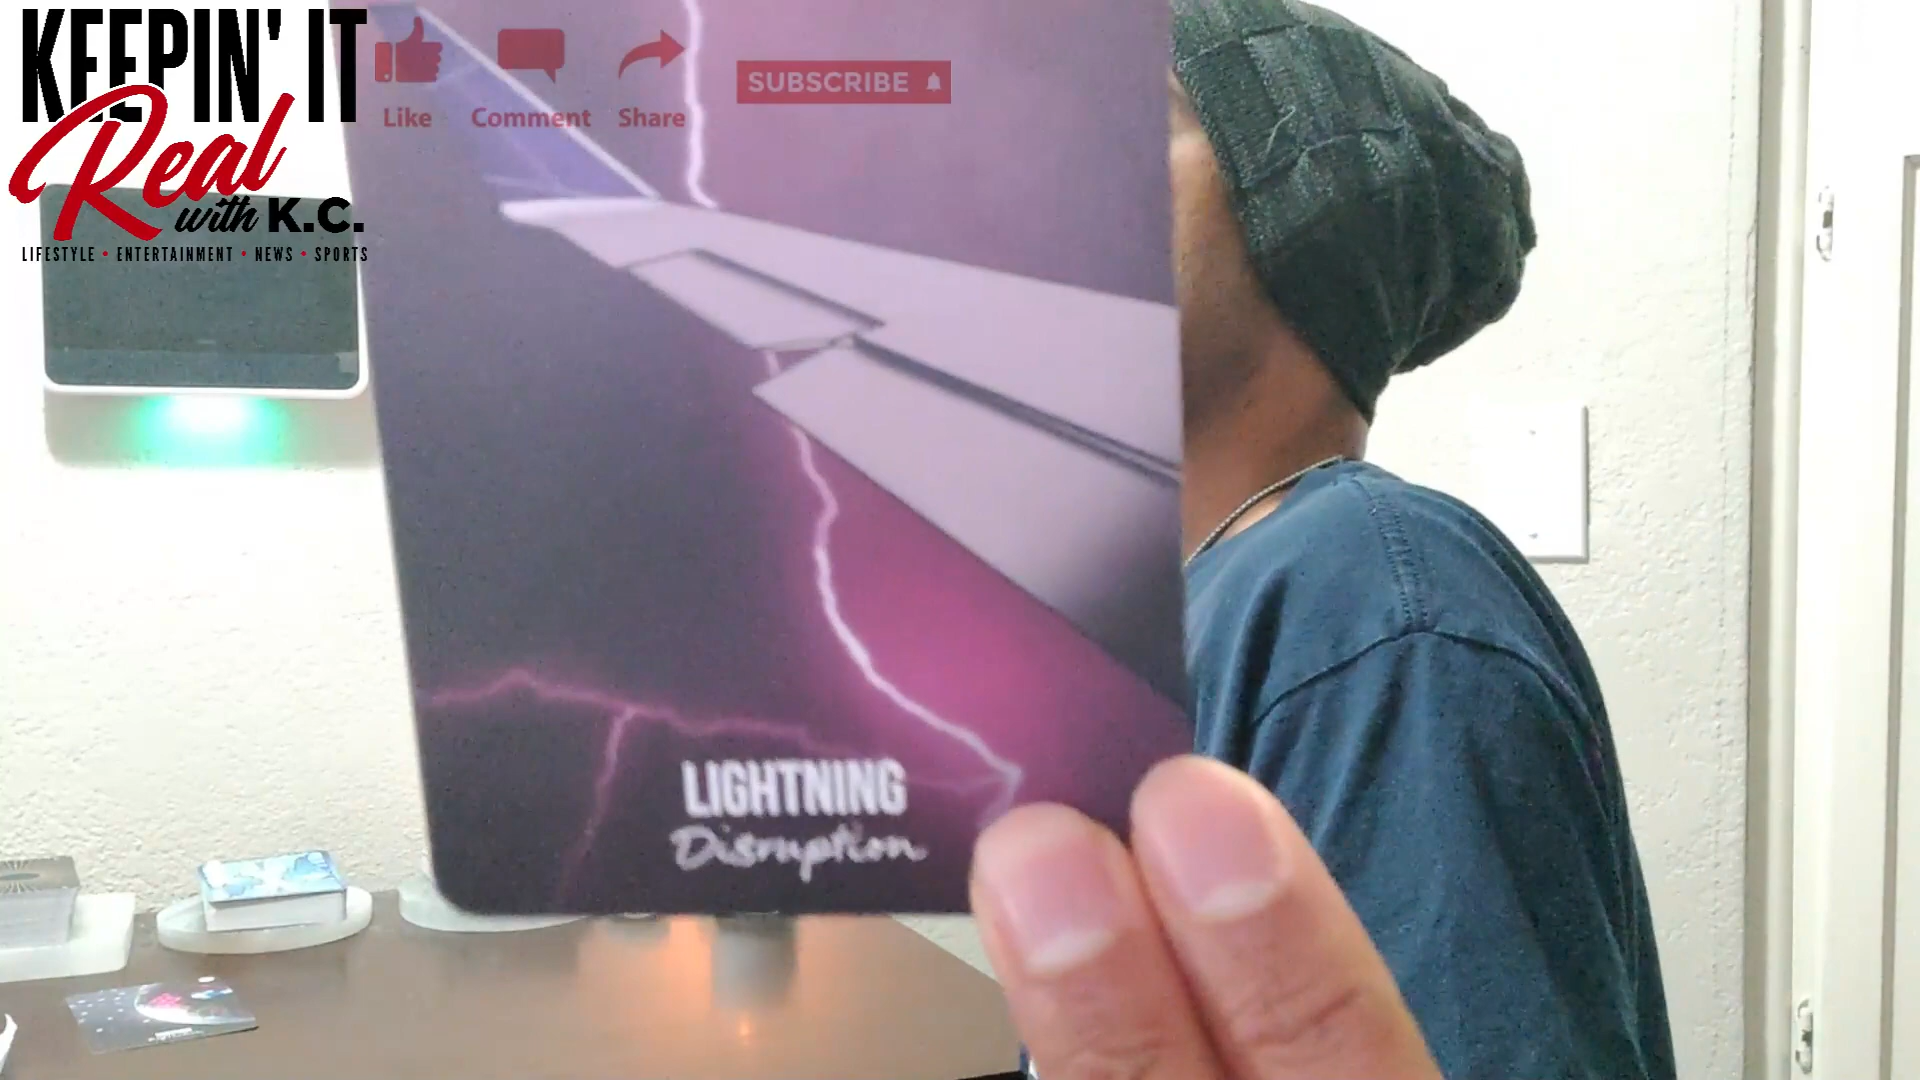 KEEPIN' IT
Real
with K.C.
LIFESTYLE • ENTERTAINMENT • NEWS • SPORTS
Like Comment Share
SUBSCRIBE
LIGHTNING
Disruption